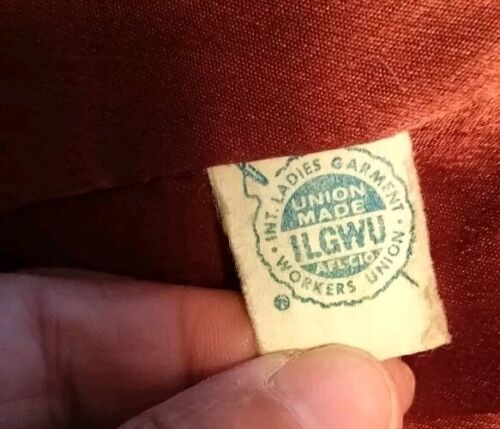 INT. LADIES GARMENT
UNION
MADE
ILGWU
AFL-CIO
WORKERS UNION
®